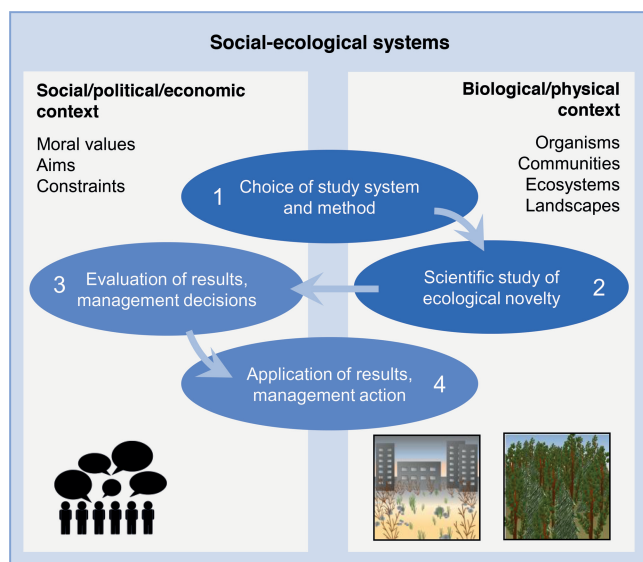 Social-ecological systems
Social/political/economic
context
Moral values
Aims
Constraints
Biological/physical
context
Organisms
Communities
Ecosystems
Landscapes
1
Choice of study system
and method
Scientific study of
ecological novelty
2
3
Evaluation of results,
management decisions
Application of results,
management action
4